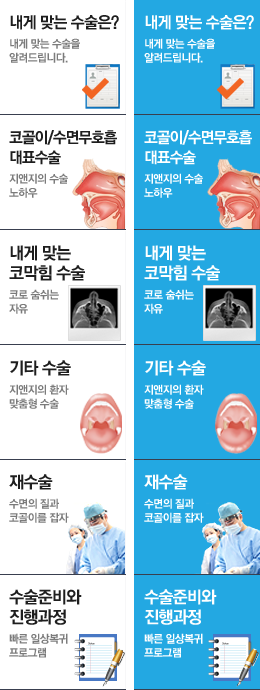 내게 맞는 수술은?
내게 맞는 수술을
알려드립니다.
내게 맞는 수술은?
내게 맞는 수술을
알려드립니다.
코골이/수면무호흡
대표수술
지앤지의 수술
노하우
코골이/수면무호흡
대표수술
지앤지의 수술
노하우
내게 맞는
코막힘 수술
코로 숨쉬는
자유
내게 맞는
코막힘 수술
코로 숨쉬는
자유
기타 수술
지앤지의 환자
맞춤형 수술
기타 수술
지앤지의 환자
맞춤형 수술
재수술
수면의 질과
코골이를 잡자
재수술
수면의 질과
코골이를 잡자
수술준비와
진행과정
빠른 일상복귀
프로그램
수술준비와
진행과정
빠른 일상복귀
프로그램